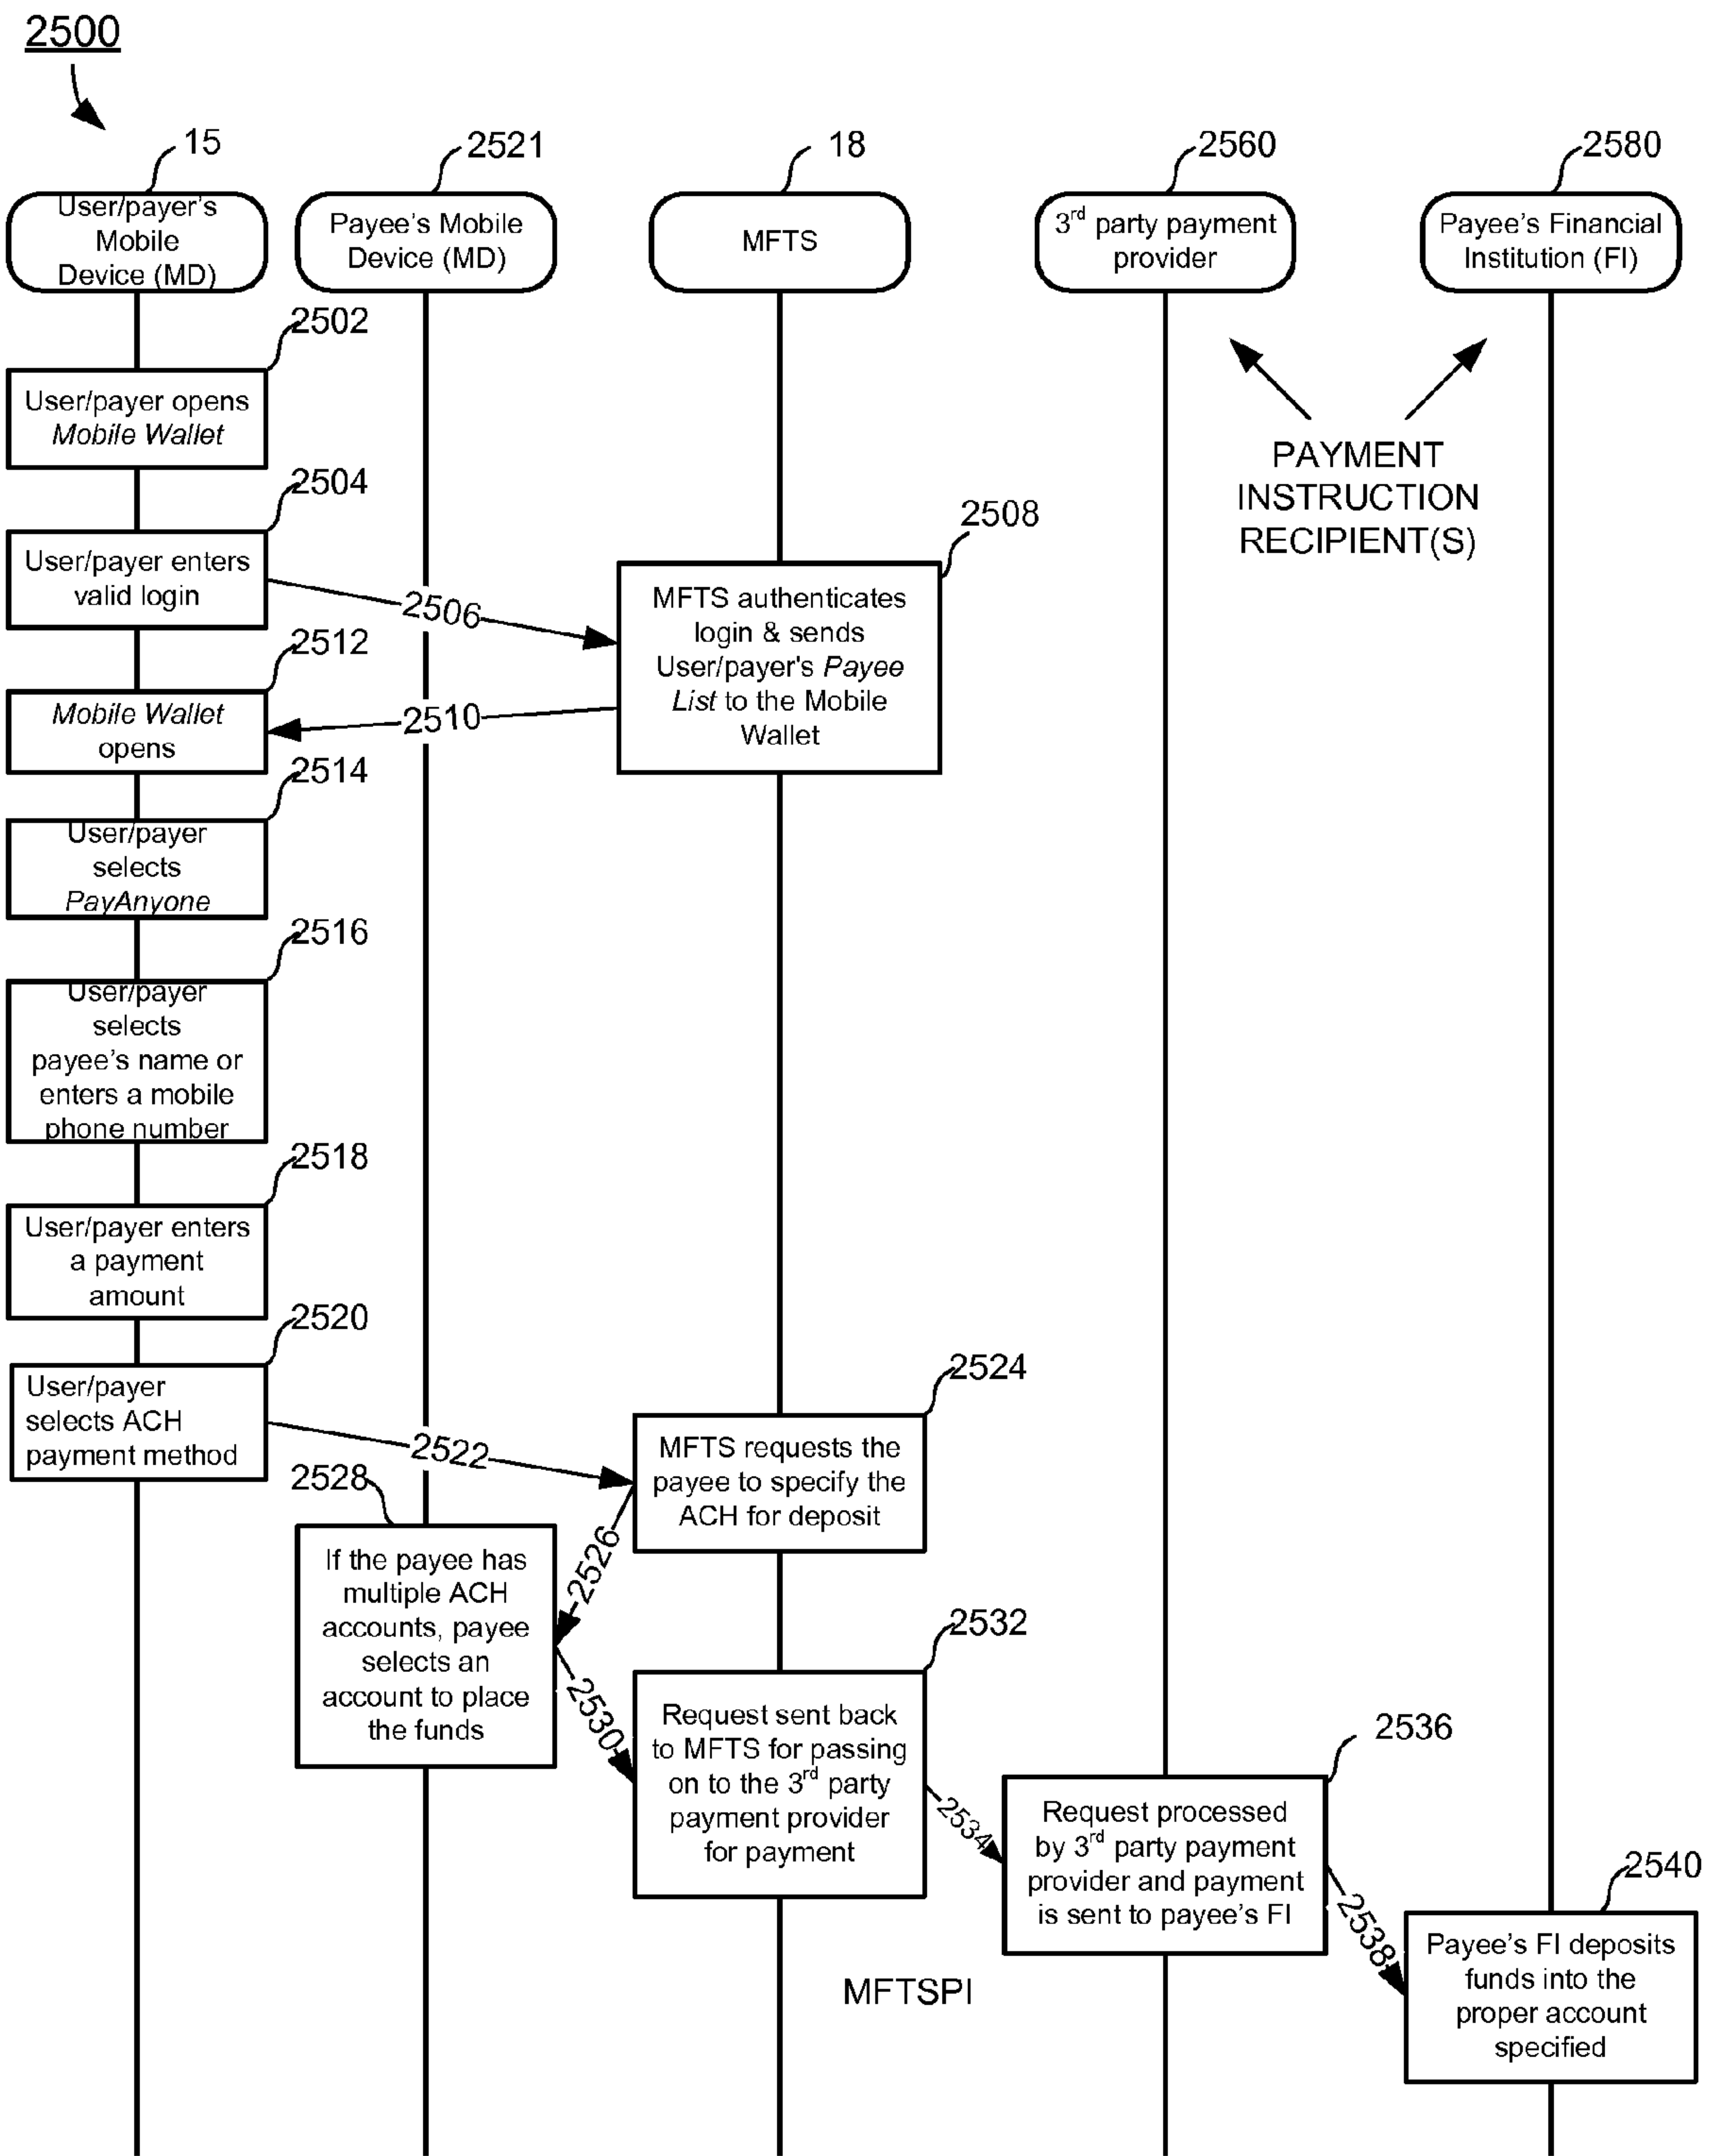 2500
15
2521
18
2560
2580
User/payer's
Mobile
Device (MD)
Payee's Mobile
Device (MD)
MFTS
3rd party payment
provider
Payee's Financial
Institution (FI)
2502
User/payer opens
Mobile Wallet
PAYMENT
INSTRUCTION
RECIPIENT(S)
2504
User/payer enters
valid login
2506
2508
MFTS authenticates
login & sends
User/payer's Payee
List to the Mobile
Wallet
2510
2512
Mobile Wallet
opens
2514
User/payer
selects
PayAnyone
2516
User/payer
selects
payee's name or
enters a mobile
phone number
2518
User/payer enters
a payment
amount
2520
User/payer
selects ACH
payment method
2522
2524
MFTS requests the
payee to specify the
ACH for deposit
2526
2528
If the payee has
multiple ACH
accounts, payee
selects an
account to place
the funds
2530
2532
Request sent back
to MFTS for passing
on to the 3rd party
payment provider
for payment
2534
2536
Request processed
by 3rd party payment
provider and payment
is sent to payee's FI
2538
2540
Payee's FI deposits
funds into the
proper account
specified
MFTSPI